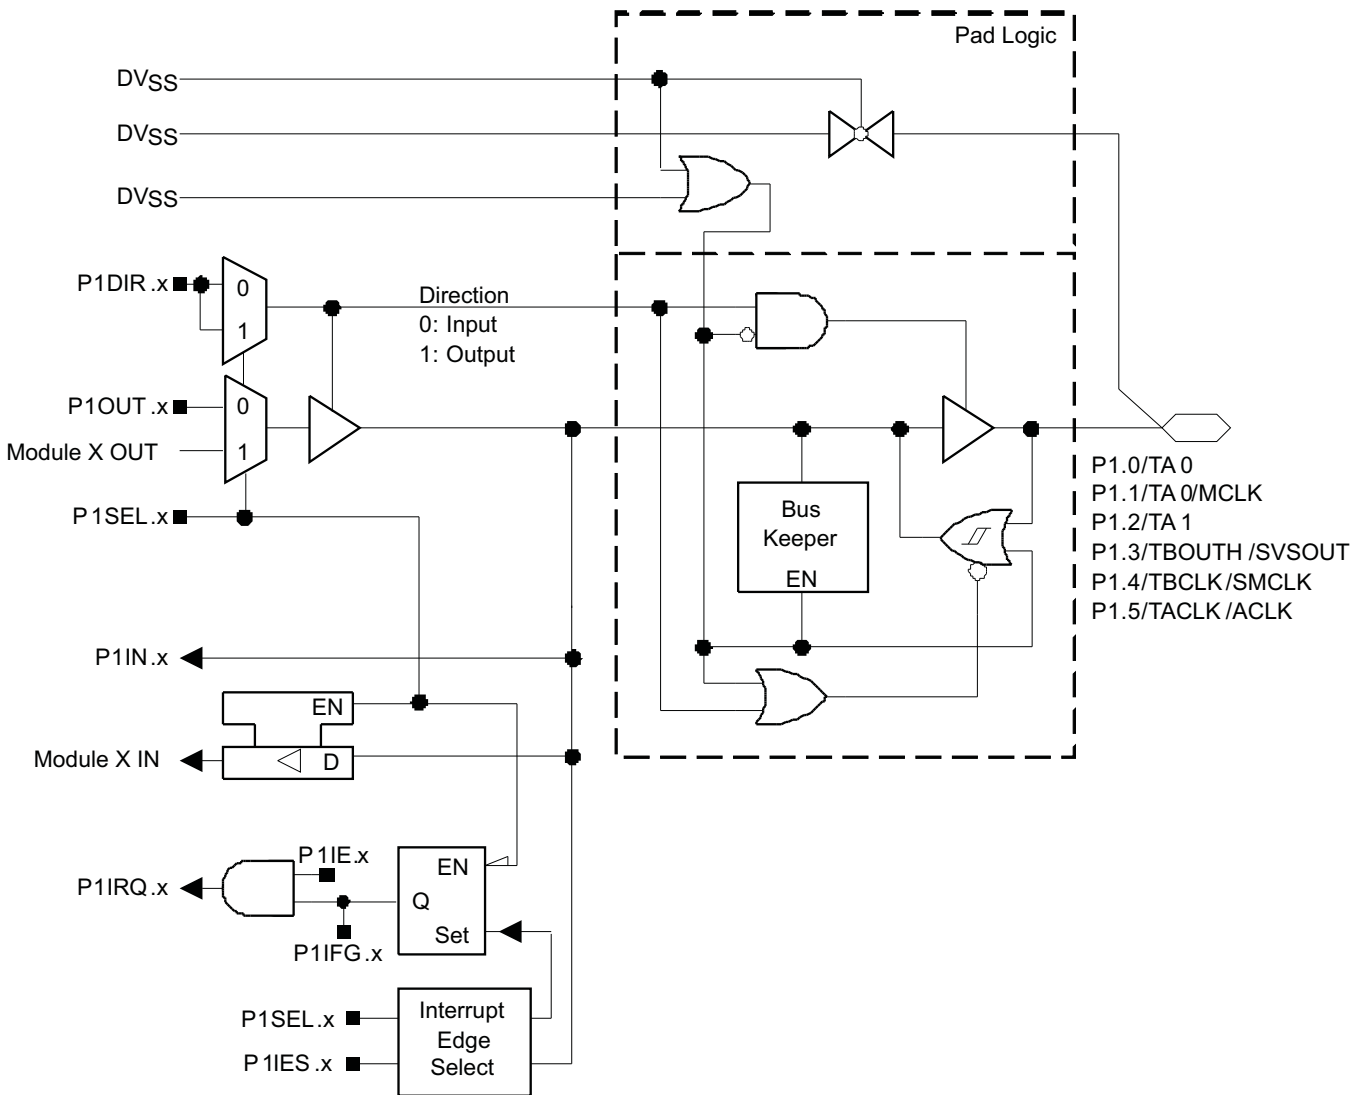 Pad Logic
DVSS
DVSS
DVSS
P1DIR.x
0
1
Direction
0: Input
1: Output
P1OUT.x
0
Module X OUT
1
P1SEL.x
Bus
Keeper
EN
P1.0/TA0
P1.1/TA0/MCLK
P1.2/TA1
P1.3/TBOUTH/SVSOUT
P1.4/TBCLK/SMCLK
P1.5/TACLK/ACLK
P1IN.x
EN
Module X IN
D
P1IRQ.x
P1IE.x
P1IFG.x
EN
Q
Set
P1SEL.x
P1IES.x
Interrupt
Edge
Select